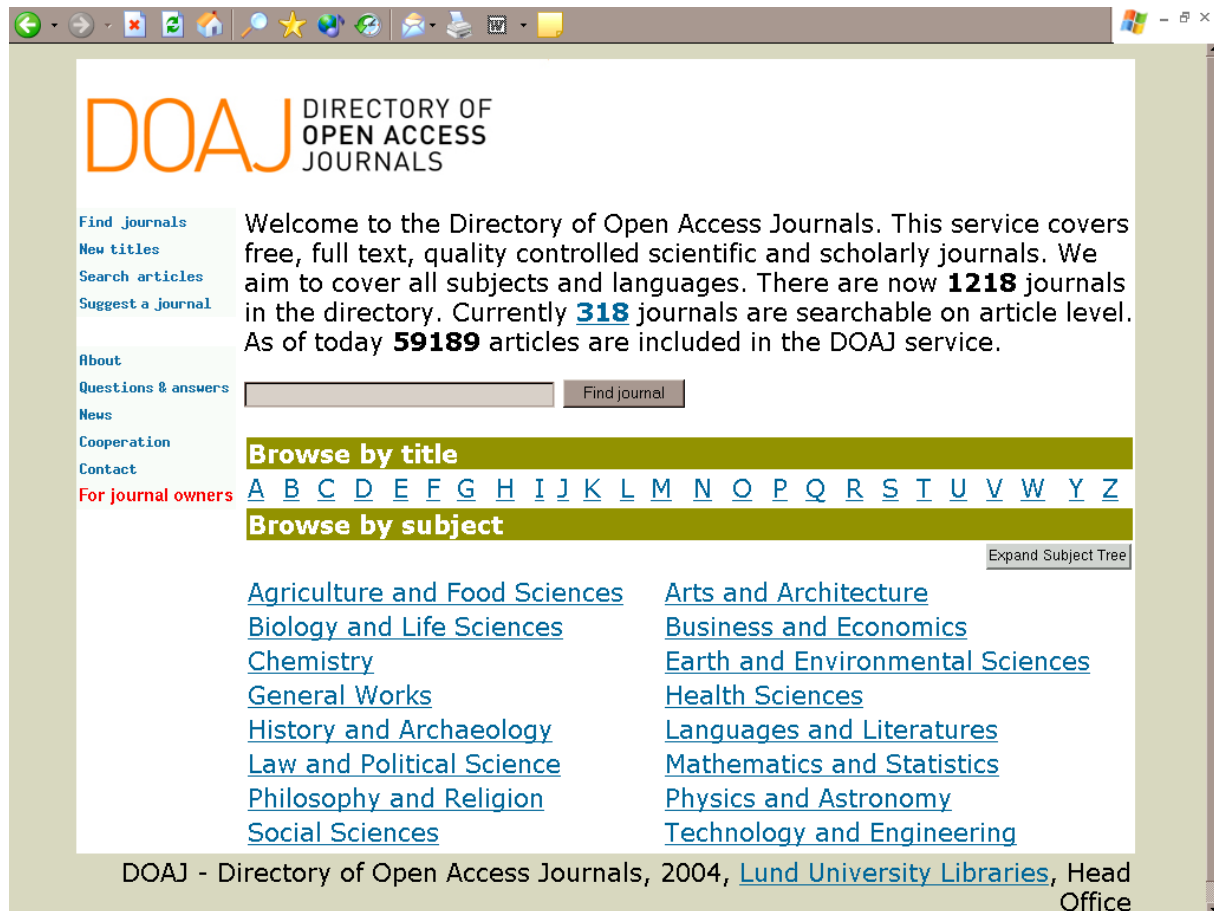 DOAJ DIRECTORY OF
OPEN ACCESS
JOURNALS
Find journals
New titles
Search articles
Suggest a journal
About
Questions & answers
News
Cooperation
Contact
For journal owners
Welcome to the Directory of Open Access Journals. This service covers
free, full text, quality controlled scientific and scholarly journals. We
aim to cover all subjects and languages. There are now 1218 journals
in the directory. Currently 318 journals are searchable on article level.
As of today 59189 articles are included in the DOAJ service.
Find journal
Browse by title
A B C D E F G H I J K L M N O P Q R S T U V W Y Z
Browse by subject
Expand Subject Tree
Agriculture and Food Sciences Arts and Architecture
Biology and Life Sciences Business and Economics
Chemistry Earth and Environmental Sciences
General Works Health Sciences
History and Archaeology Languages and Literatures
Law and Political Science Mathematics and Statistics
Philosophy and Religion Physics and Astronomy
Social Sciences Technology and Engineering
DOAJ - Directory of Open Access Journals, 2004, Lund University Libraries, Head
Office